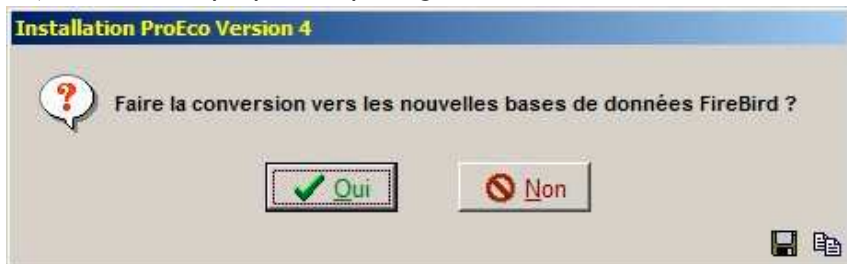 Installation ProEco Version 4
Faire la conversion vers les nouvelles bases de données FireBird ?
Oui
Non